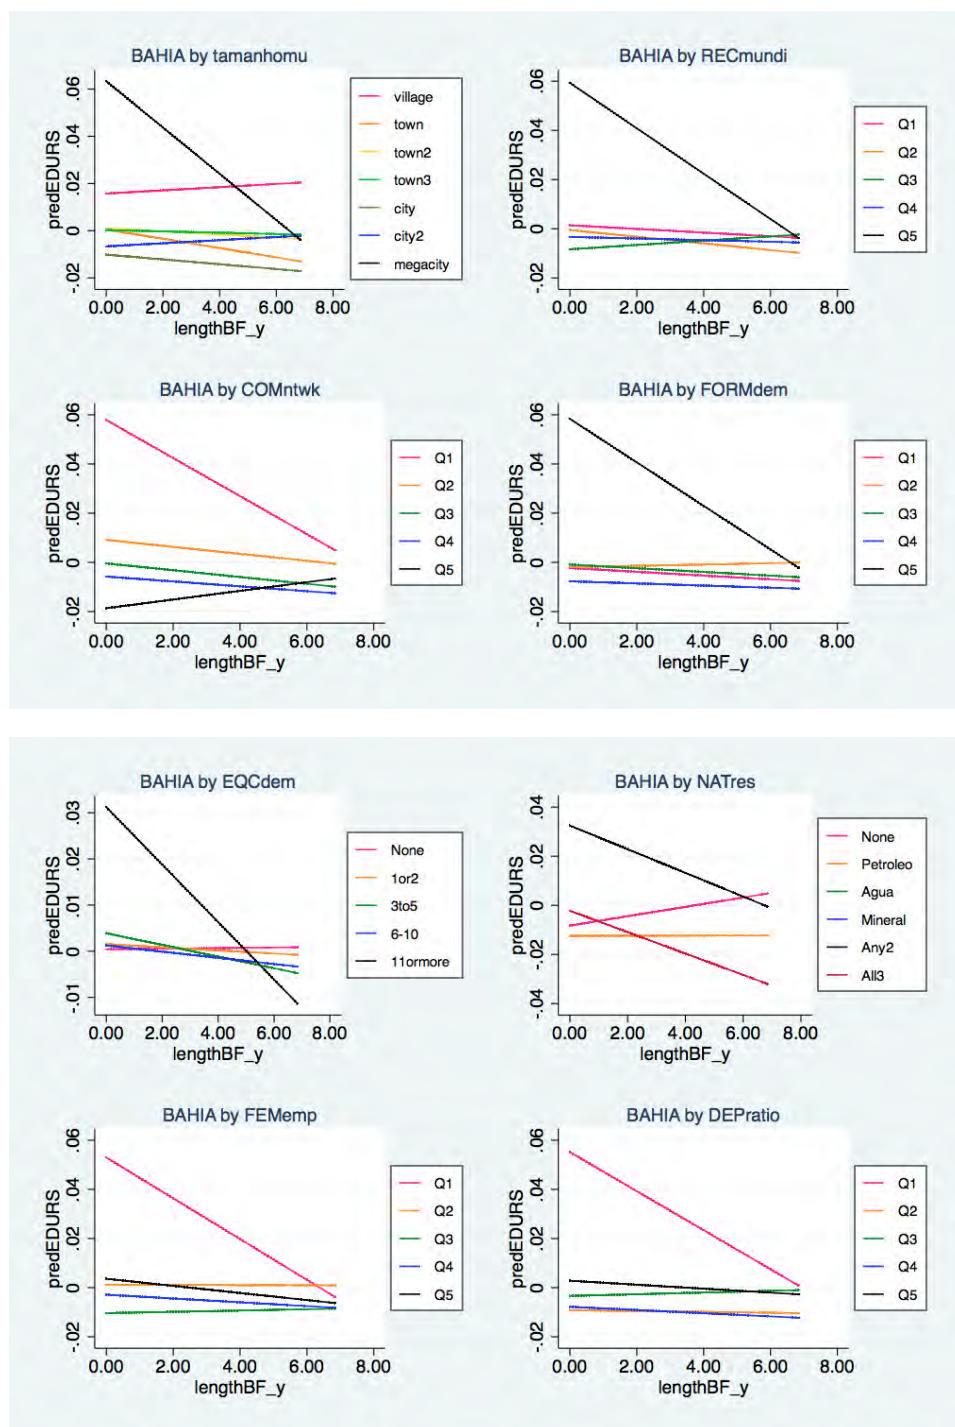 BAHIA by tamanhomu
predEDURS
.06
.04
.02
0
-.02
0.00 2.00 4.00 6.00 8.00
lengthBF_y
village
town
town2
town3
city
city2
megacity
BAHIA by RECmundi
predEDURS
.06
.04
.02
0
-.02
0.00 2.00 4.00 6.00 8.00
lengthBF_y
Q1
Q2
Q3
Q4
Q5
BAHIA by COMntwk
predEDURS
.06
.04
.02
0
-.02
0.00 2.00 4.00 6.00 8.00
lengthBF_y
Q1
Q2
Q3
Q4
Q5
BAHIA by FORMdem
predEDURS
.06
.04
.02
0
-.02
0.00 2.00 4.00 6.00 8.00
lengthBF_y
Q1
Q2
Q3
Q4
Q5
BAHIA by EQCdem
predEDURS
.03
.02
.01
0
-.01
0.00 2.00 4.00 6.00 8.00
lengthBF_y
None
1or2
3to5
6-10
11ormore
BAHIA by NATres
predEDURS
.04
.02
0
-.02
-.04
0.00 2.00 4.00 6.00 8.00
lengthBF_y
None
Petroleo
Agua
Mineral
Any2
All3
BAHIA by FEMemp
predEDURS
.06
.04
.02
0
-.02
0.00 2.00 4.00 6.00 8.00
lengthBF_y
Q1
Q2
Q3
Q4
Q5
BAHIA by DEPratio
predEDURS
.06
.04
.02
0
-.02
0.00 2.00 4.00 6.00 8.00
lengthBF_y
Q1
Q2
Q3
Q4
Q5